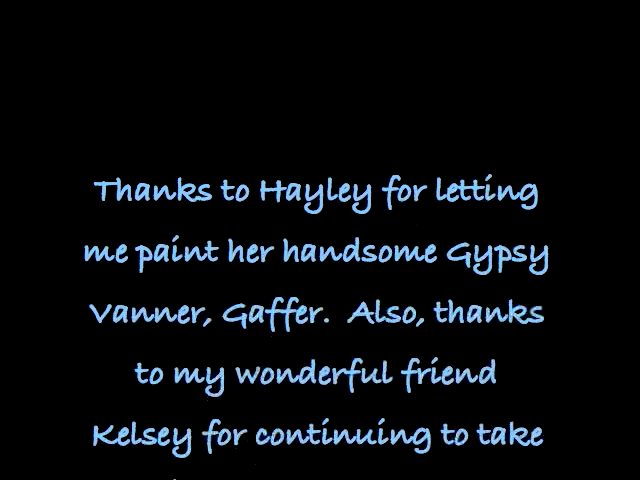 Thanks to Hayley for letting
me paint her handsome Gypsy
Vanner, Gaffer. Also, thanks
to my wonderful friend
Kelsey for continuing to take